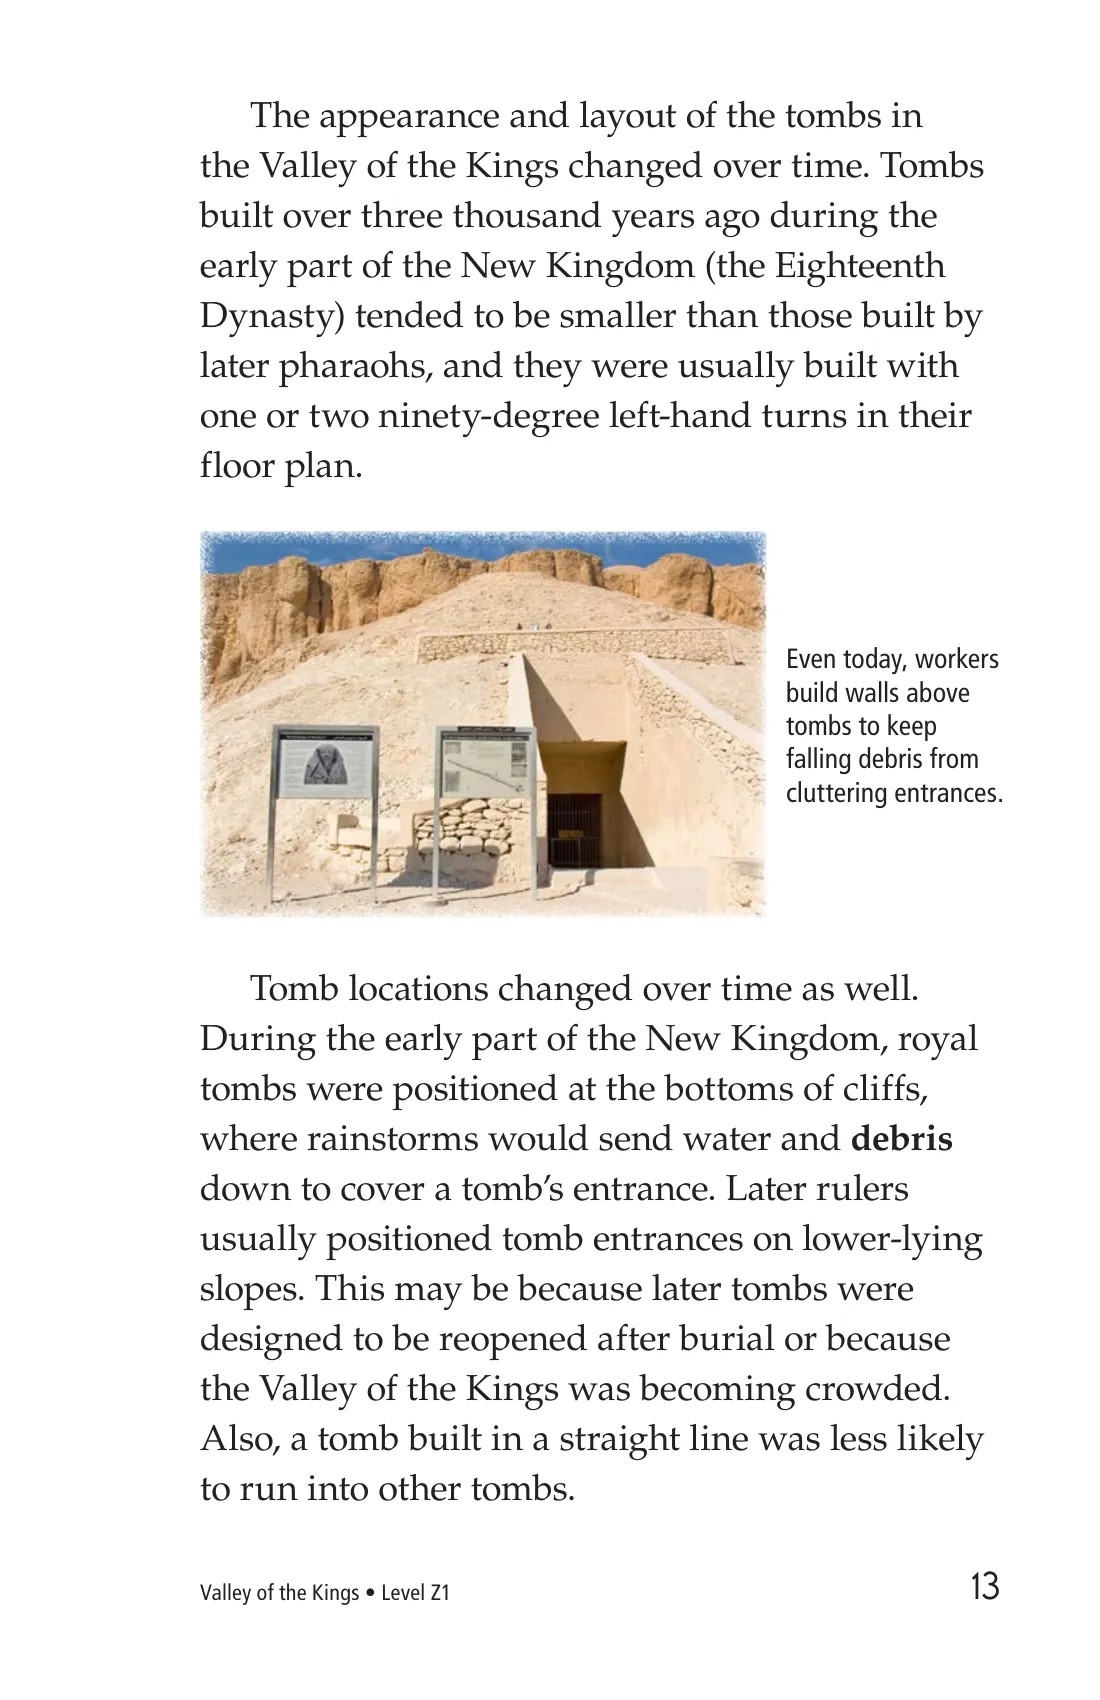 The appearance and layout of the tombs in
the Valley of the Kings changed over time. Tombs
built over three thousand years ago during the
early part of the New Kingdom (the Eighteenth
Dynasty) tended to be smaller than those built by
later pharaohs, and they were usually built with
one or two ninety-degree left-hand turns in their
floor plan.
Even today, workers
build walls above
tombs to keep
falling debris from
cluttering entrances.
Tomb locations changed over time as well.
During the early part of the New Kingdom, royal
tombs were positioned at the bottoms of cliffs,
where rainstorms would send water and debris
down to cover a tomb’s entrance. Later rulers
usually positioned tomb entrances on lower-lying
slopes. This may be because later tombs were
designed to be reopened after burial or because
the Valley of the Kings was becoming crowded.
Also, a tomb built in a straight line was less likely
to run into other tombs.
Valley of the Kings • Level Z1
13